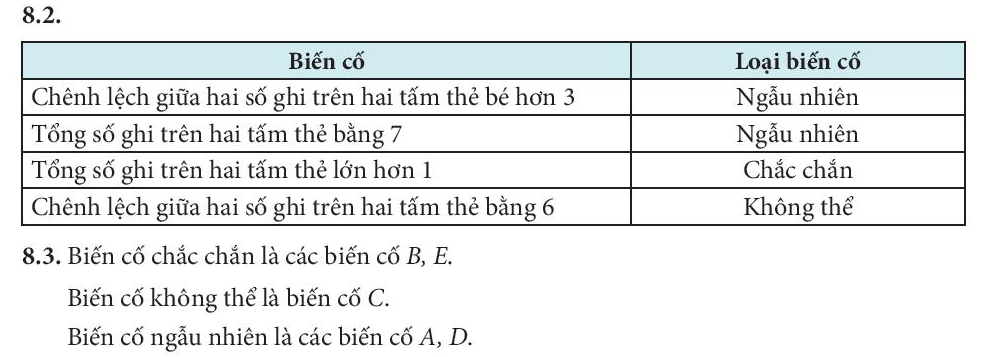 8.2.
Biến cố Loại biến cố
Chênh lệch giữa hai số ghi trên hai tấm thẻ bé hơn 3 Ngẫu nhiên
Tổng số ghi trên hai tấm thẻ bằng 7 Ngẫu nhiên
Tổng số ghi trên hai tấm thẻ lớn hơn 1 Chắc chắn
Chênh lệch giữa hai số ghi trên hai tấm thẻ bằng 6 Không thể
8.3. Biến cố chắc chắn là các biến cố B, E.
Biến cố không thể là biến cố C.
Biến cố ngẫu nhiên là các biến cố A, D.